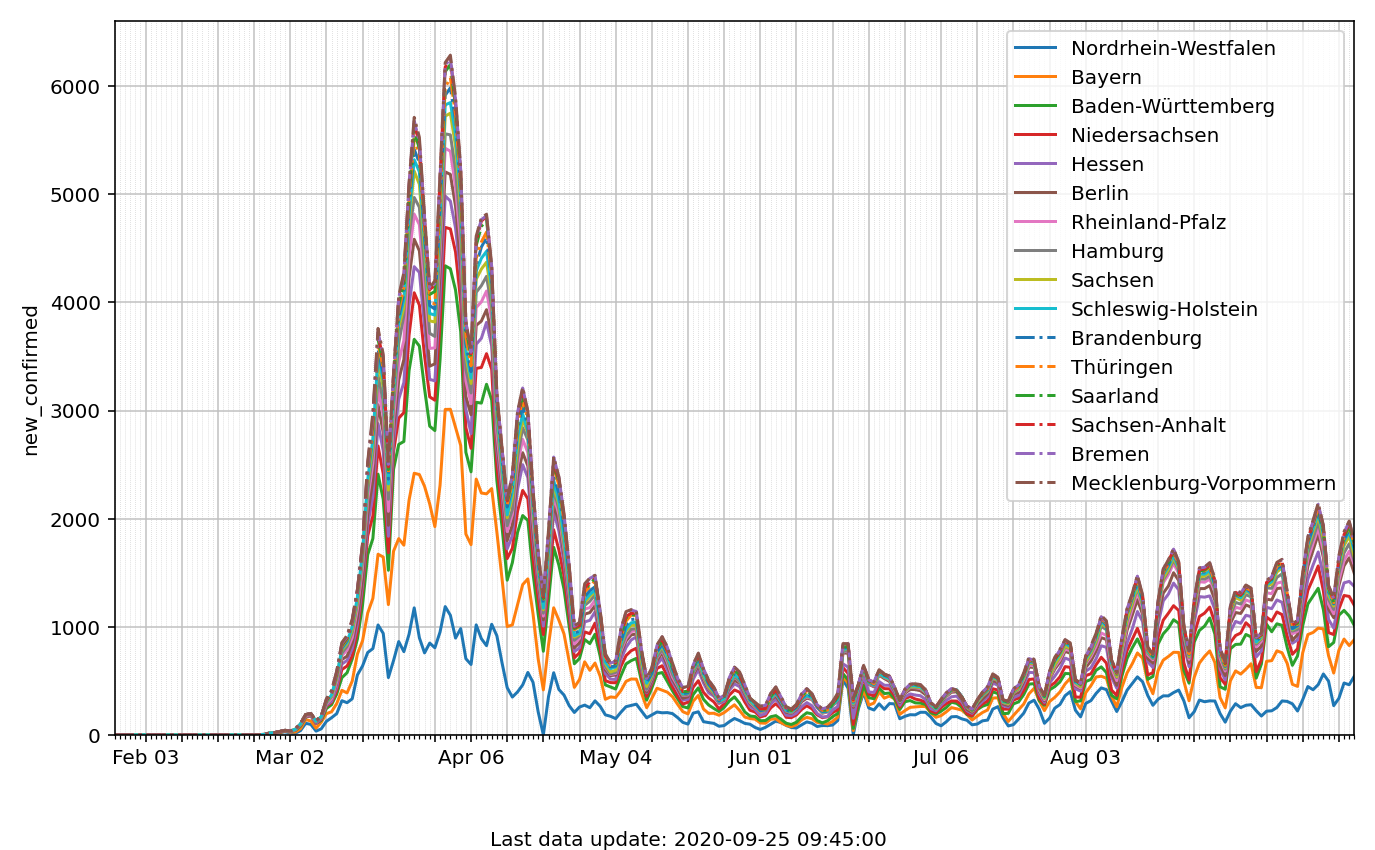 new_confirmed
6000
5000
4000
3000
2000
1000
0
Nordrhein-Westfalen
Bayern
Baden-Württemberg
Niedersachsen
Hessen
Berlin
Rheinland-Pfalz
Hamburg
Sachsen
Schleswig-Holstein
Brandenburg
Thüringen
Saarland
Sachsen-Anhalt
Bremen
Mecklenburg-Vorpommern
Feb 03 Mar 02 Apr 06 May 04 Jun 01 Jul 06 Aug 03
Last data update: 2020-09-25 09:45:00